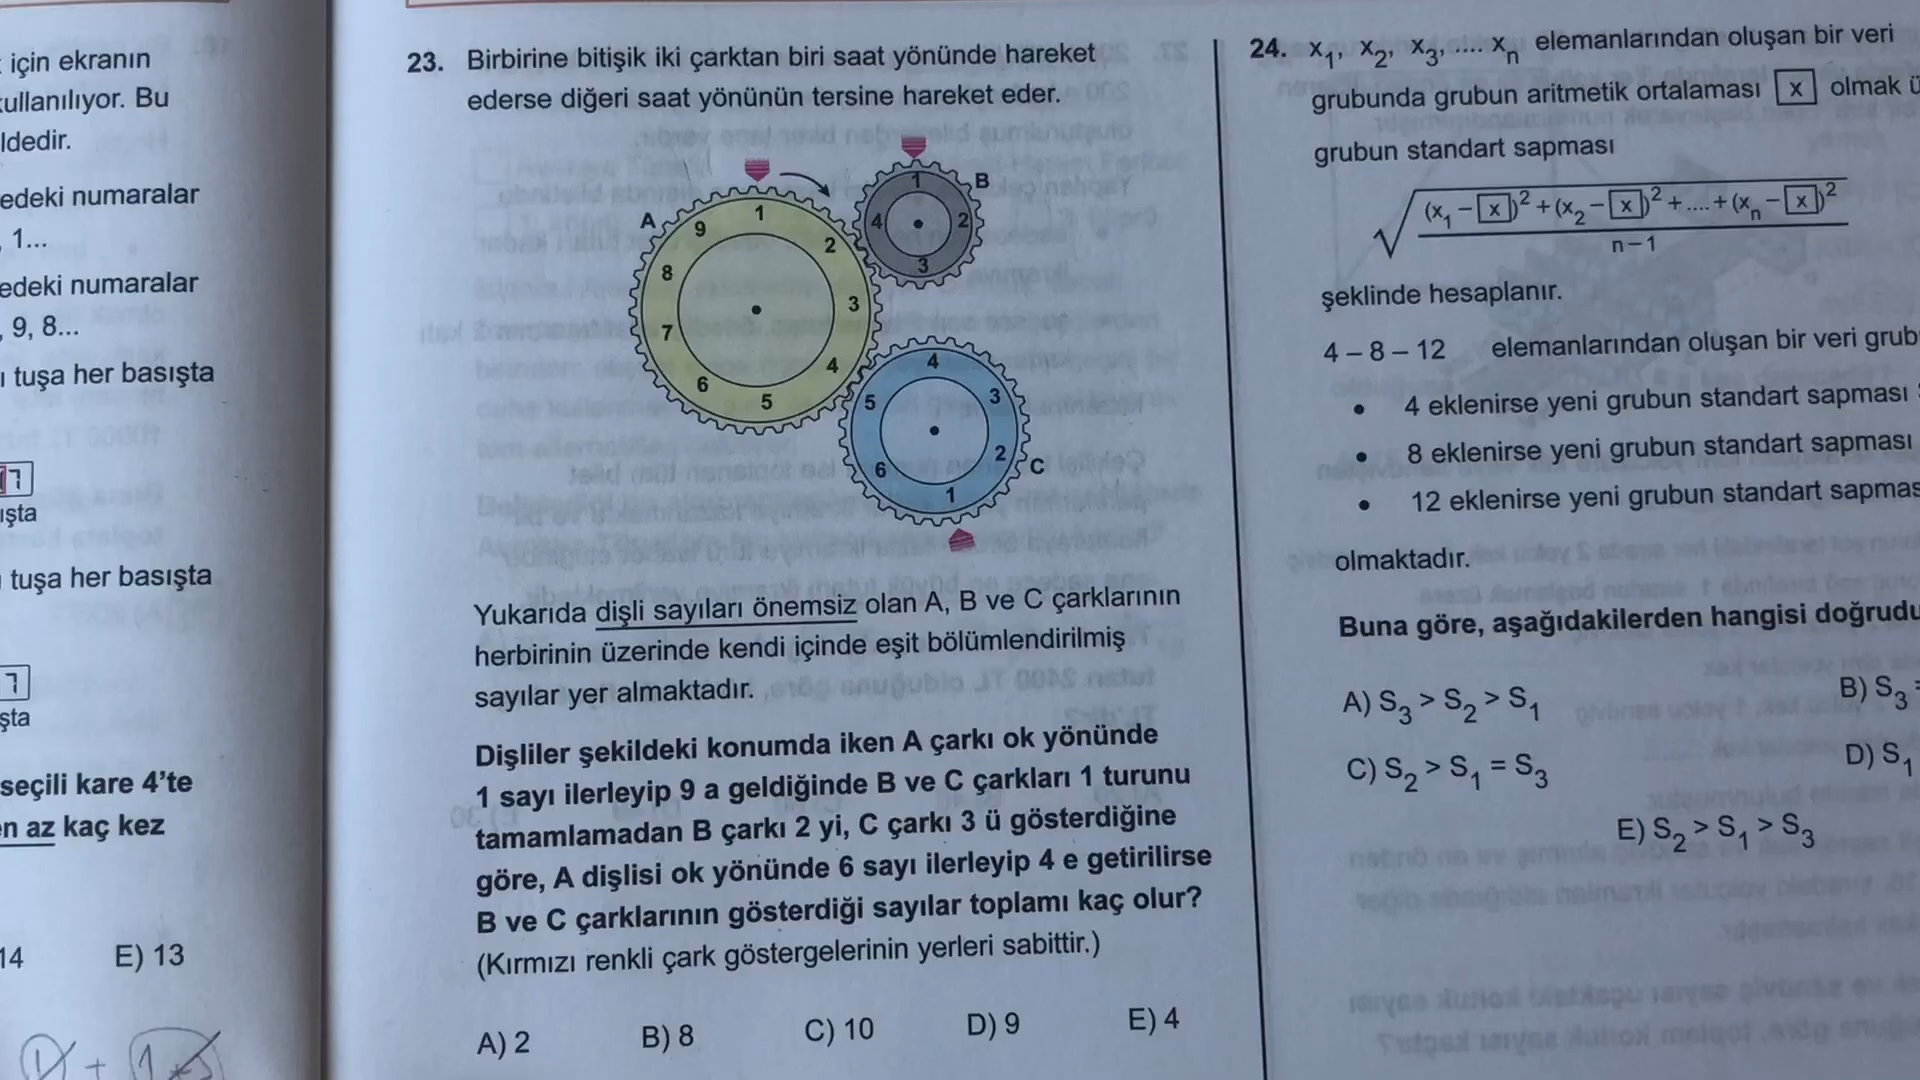 için ekranın
kullanılıyor. Bu
ldedir.
edeki numaralar
, 1...
edeki numaralar
, 9, 8...
ı tuşa her basışta
ışta
tuşa her basışta
şta
seçili kare 4'te
en az kaç kez
14 E) 13
23. Birbirine bitişik iki çarktan biri saat yönünde hareket
ederse diğeri saat yönünün tersine hareket eder.
A
9
1
2
8
3
7
4
6
5
1
B
4
2
3
4
5
3
2
6
1
C
Yukarıda dişli sayıları önemsiz olan A, B ve C çarklarının
herbirinin üzerinde kendi içinde eşit bölümlendirilmiş
sayılar yer almaktadır.
Dişliler şekildeki konumda iken A çarkı ok yönünde
1 sayı ilerleyip 9 a geldiğinde B ve C çarkları 1 turunu
tamamlamadan B çarkı 2 yi, C çarkı 3 ü gösterdiğine
göre, A dişlisi ok yönünde 6 sayı ilerleyip 4 e getirilirse
B ve C çarklarının gösterdiği sayılar toplamı kaç olur?
(Kırmızı renkli çark göstergelerinin yerleri sabittir.)
A) 2 B) 8 C) 10 D) 9 E) 4
24. x₁, x₂, x₃, .... xₙ elemanlarından oluşan bir veri
grubunda grubun aritmetik ortalaması x olmak ü
grubun standart sapması
√ (x₁ – x)² + (x₂ – x)² + .... + (xₙ – x)²
n – 1
şeklinde hesaplanır.
4 – 8 – 12 elemanlarından oluşan bir veri grub
• 4 eklenirse yeni grubun standart sapması
• 8 eklenirse yeni grubun standart sapması
• 12 eklenirse yeni grubun standart sapmas
olmaktadır.
Buna göre, aşağıdakilerden hangisi doğrudu
A) S₃ > S₂ > S₁ B) S₃ =
C) S₂ > S₁ = S₃ D) S₁
E) S₂ > S₁ > S₃